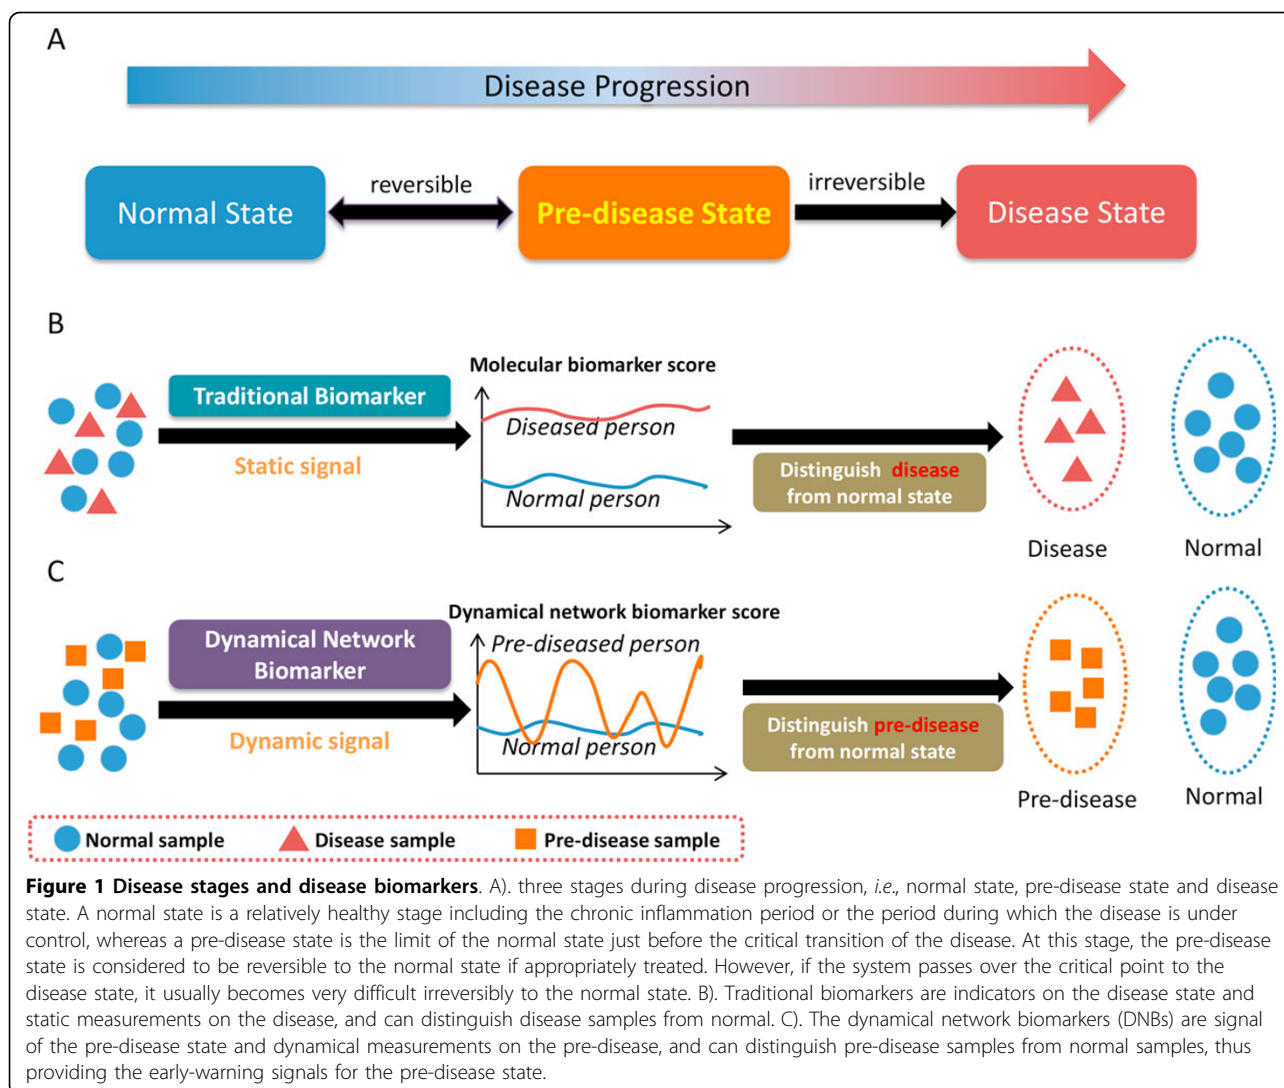 A
Disease Progression
Normal State
reversible
Pre-disease State
irreversible
Disease State
B
Traditional Biomarker
Static signal
Molecular biomarker score
Diseased person
Normal person
Distinguish disease
from normal state
Disease
Normal
C
Dynamical Network
Biomarker
Dynamic signal
Dynamical network biomarker score
Pre-diseased person
Normal person
Distinguish pre-disease
from normal state
Pre-disease
Normal
Normal sample
Disease sample
Pre-disease sample
Figure 1 Disease stages and disease biomarkers. A). three stages during disease progression, i.e., normal state, pre-disease state and disease
state. A normal state is a relatively healthy stage including the chronic inflammation period or the period during which the disease is under
control, whereas a pre-disease state is the limit of the normal state just before the critical transition of the disease. At this stage, the pre-disease
state is considered to be reversible to the normal state if appropriately treated. However, if the system passes over the critical point to the
disease state, it usually becomes very difficult irreversibly to the normal state. B). Traditional biomarkers are indicators on the disease state and
static measurements on the disease, and can distinguish disease samples from normal. C). The dynamical network biomarkers (DNBs) are signal
of the pre-disease state and dynamical measurements on the pre-disease, and can distinguish pre-disease samples from normal samples, thus
providing the early-warning signals for the pre-disease state.